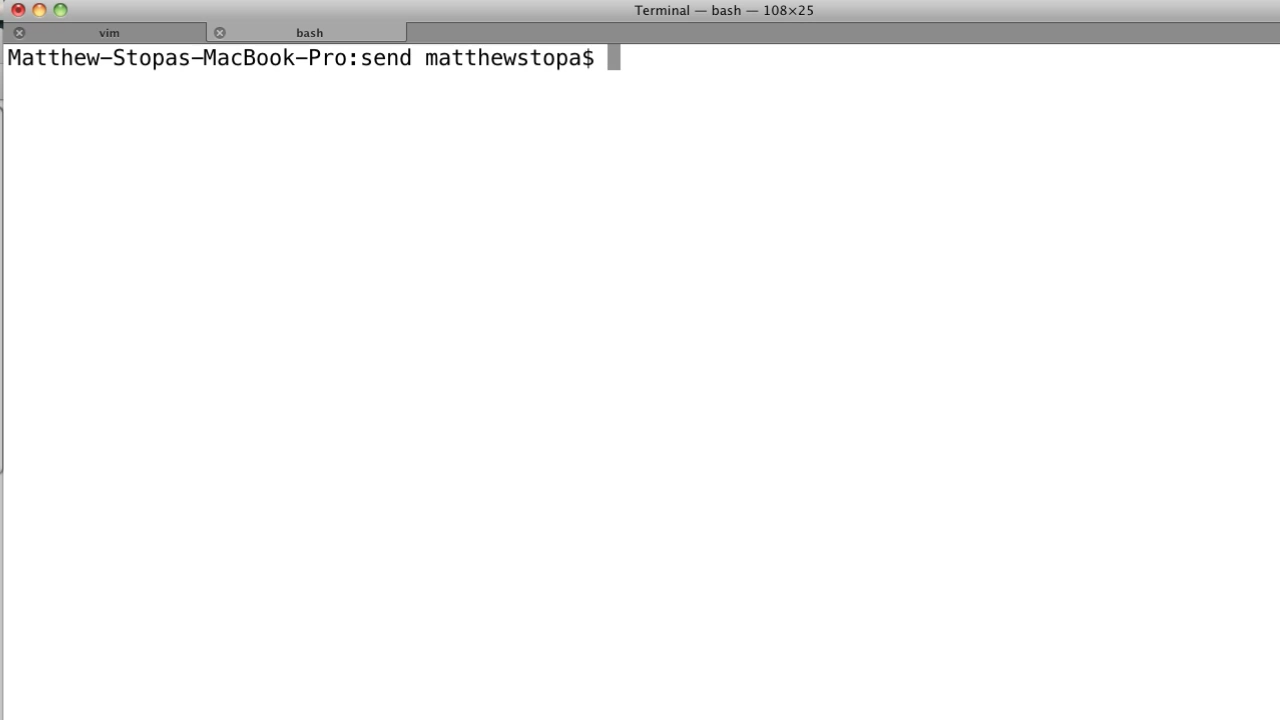 Terminal — bash — 108×25
vim
bash
Matthew-Stopas-MacBook-Pro:send matthewstopa$